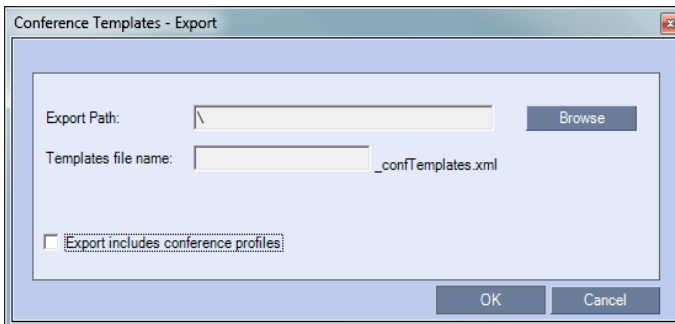 Conference Templates - Export
Export Path: \ Browse
Templates file name: _confTemplates.xml
Export includes conference profiles
OK Cancel